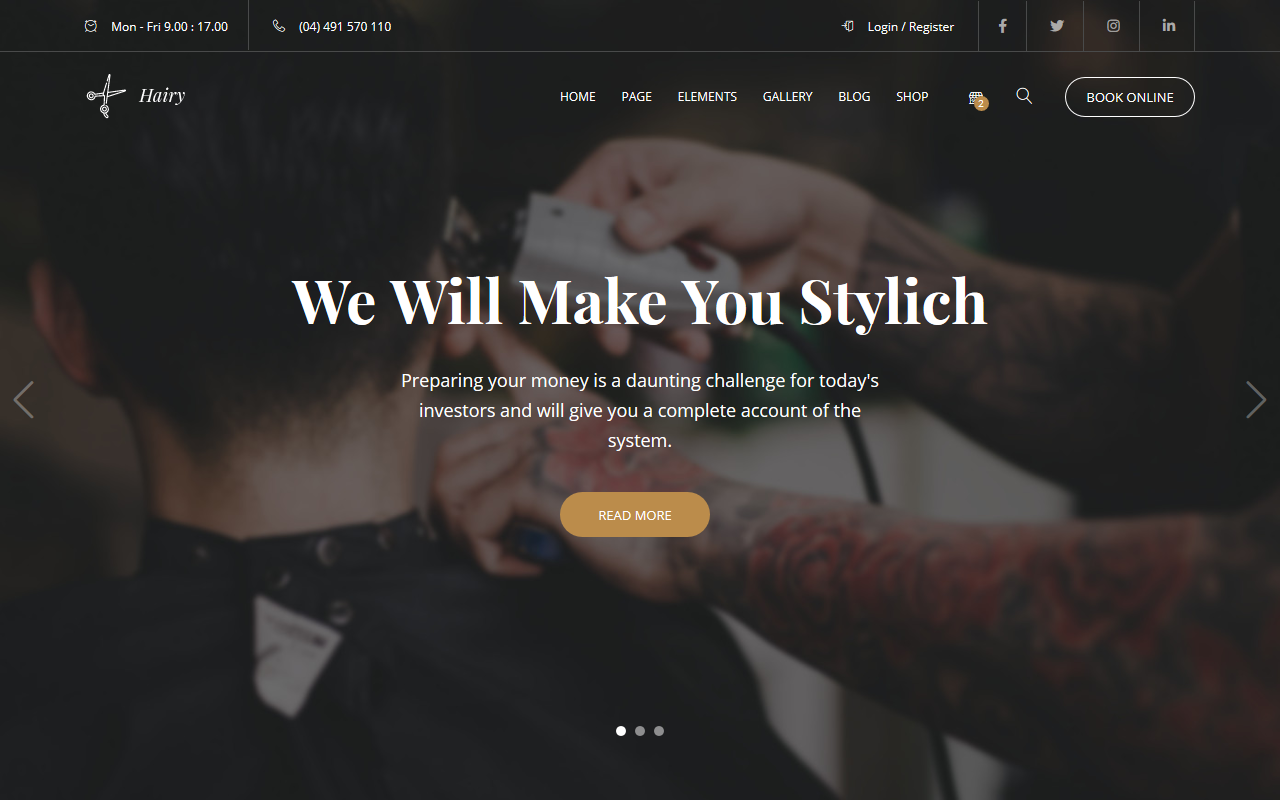 Mon - Fri 9.00 : 17.00
(04) 491 570 110
Login / Register
Hairy
HOME
PAGE
ELEMENTS
GALLERY
BLOG
SHOP
2
BOOK ONLINE
We Will Make You Stylich
Preparing your money is a daunting challenge for today's
investors and will give you a complete account of the
system.
READ MORE